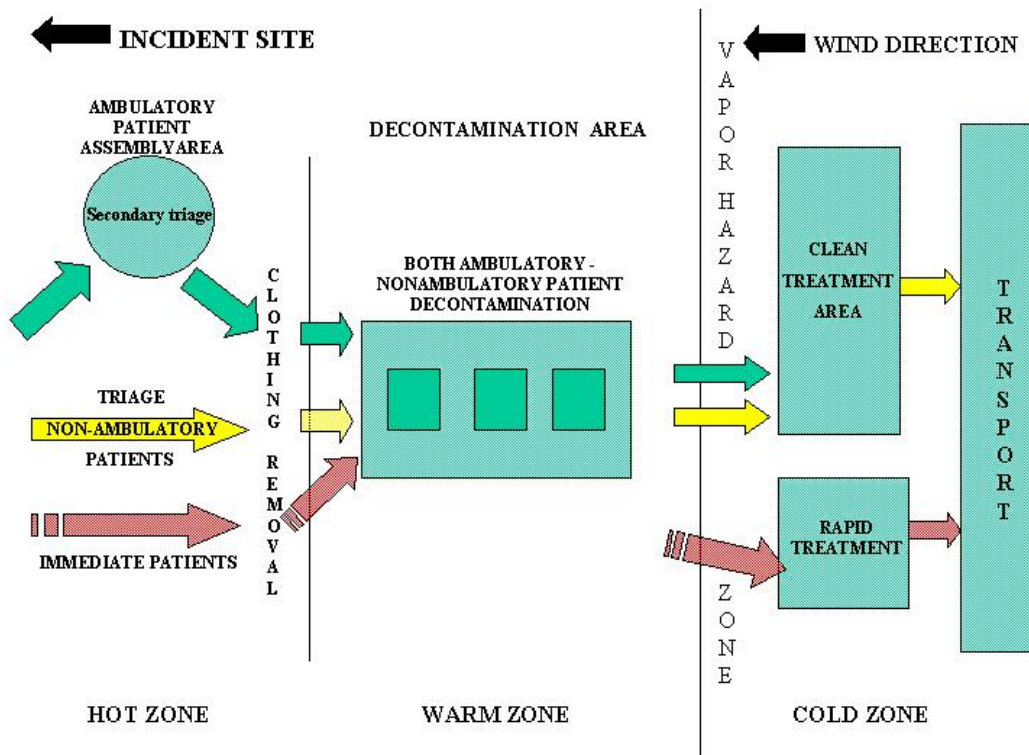 INCIDENT SITE
WIND DIRECTION
AMBULATORY
PATIENT
ASSEMBLYAREA
Secondary triage
DECONTAMINATION AREA
VAPOR HAZARD ZONE
CLOTHING REMOVAL
BOTH AMBULATORY -
NONAMBULATORY PATIENT
DECONTAMINATION
CLEAN
TREATMENT
AREA
TRANSPORT
TRIAGE
NON-AMBULATORY
PATIENTS
IMMEDIATE PATIENTS
RAPID
TREATMENT
HOT ZONE
WARM ZONE
COLD ZONE